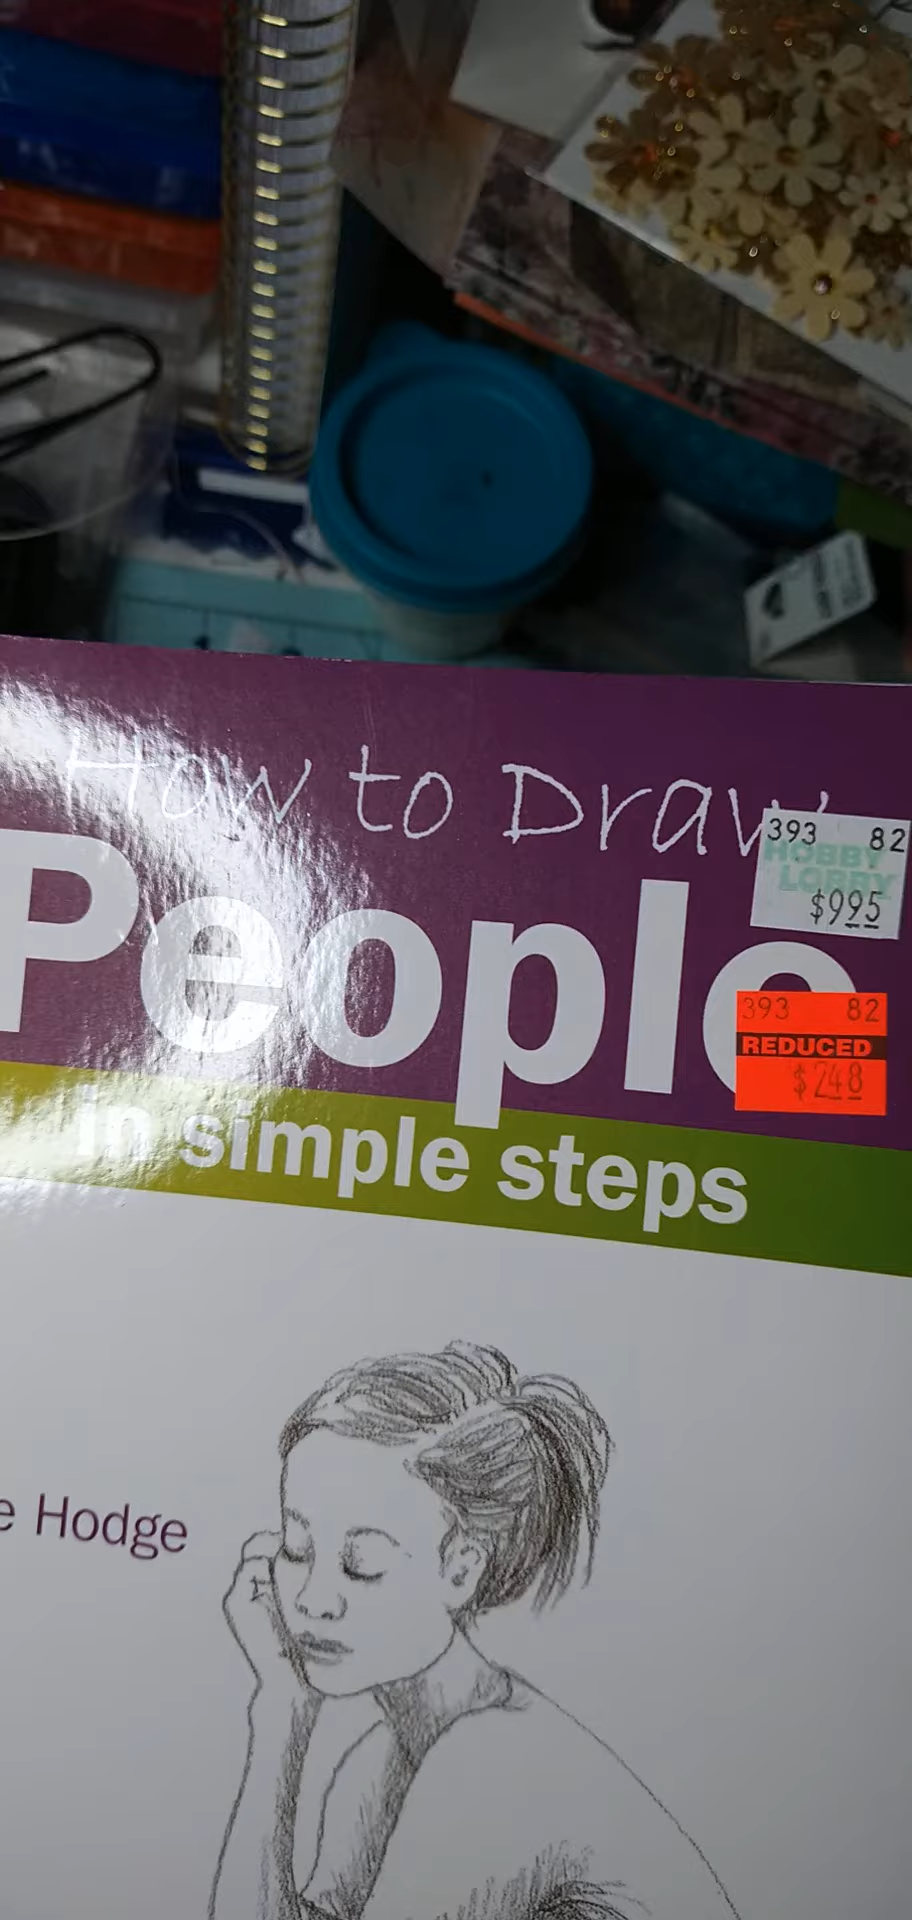 How to Draw
393 82
HOBBY
LOBBY
$995
People
393 82
REDUCED
$248
in simple steps
e Hodge